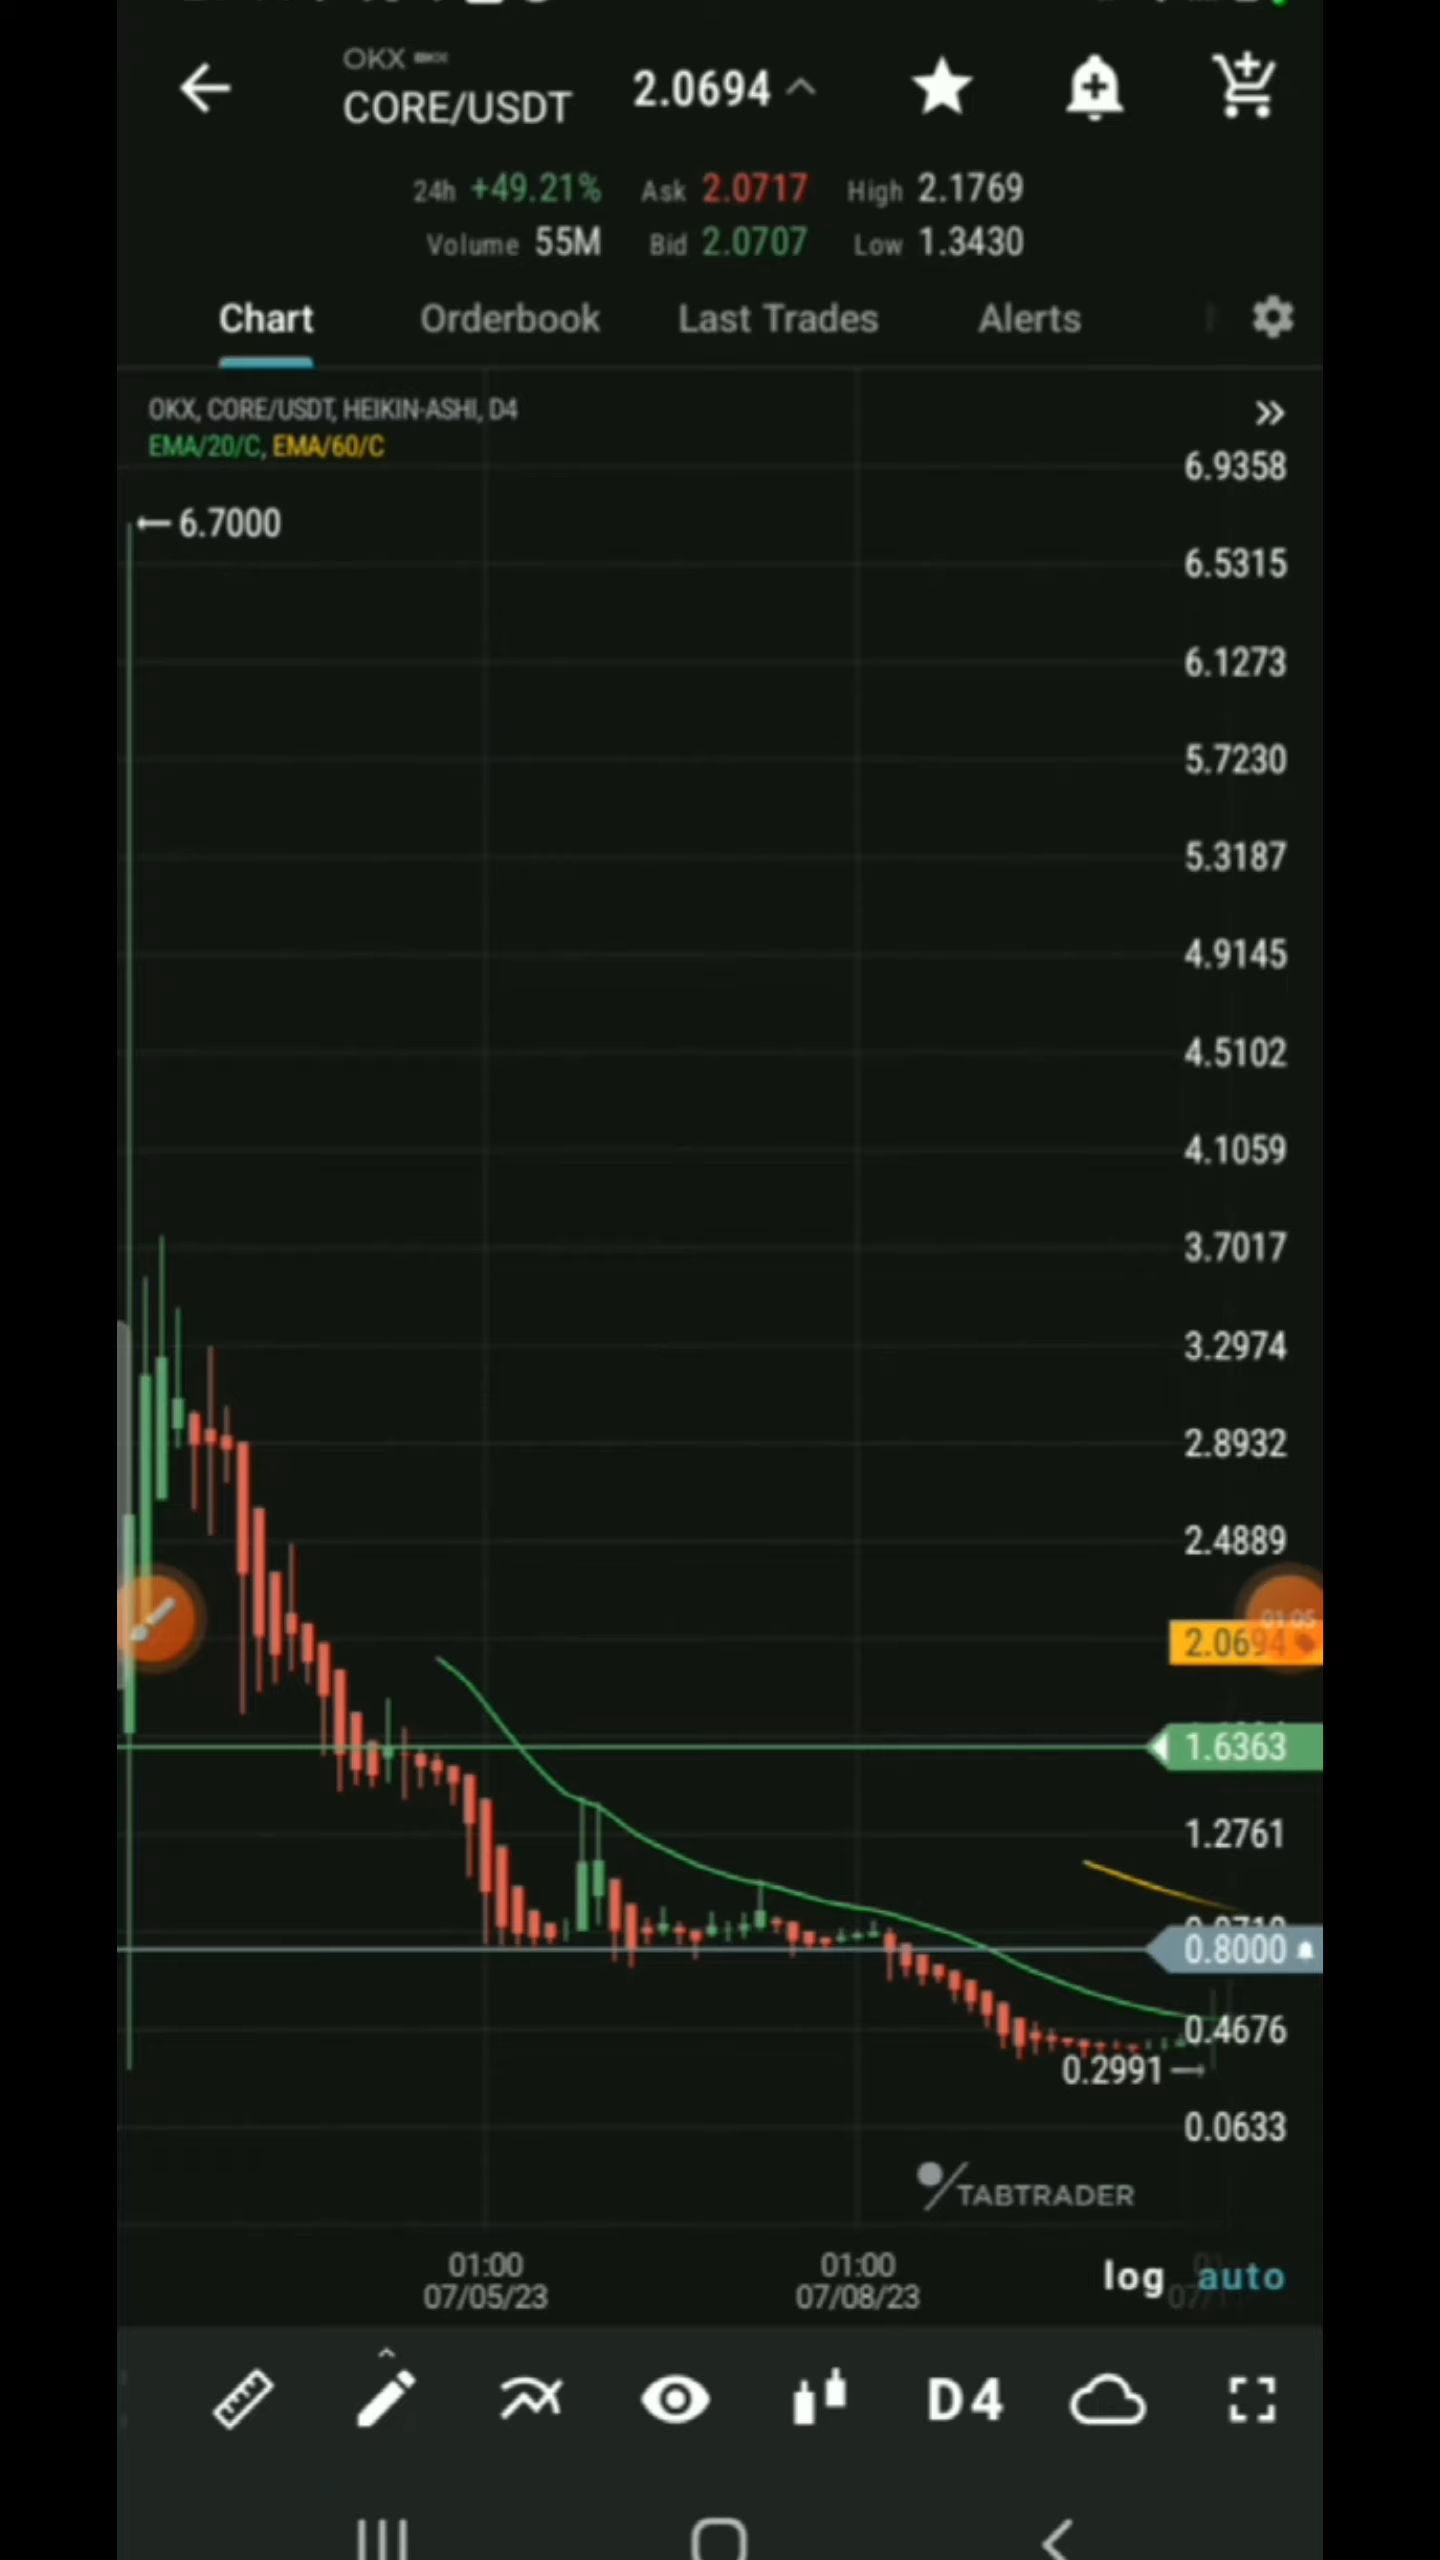 OKX
CORE/USDT
2.0694
24h +49.21% Ask 2.0717 High 2.1769
Volume 55M Bid 2.0707 Low 1.3430
Chart Orderbook Last Trades Alerts
OKX, CORE/USDT, HEIKIN-ASHI, D4
EMA/20/C, EMA/60/C
6.9358
6.7000
6.5315
6.1273
5.7230
5.3187
4.9145
4.5102
4.1059
3.7017
3.2974
2.8932
2.4889
01:05
2.0694
1.6363
1.2761
0.8000
0.4676
0.2991
0.0633
TABTRADER
01:00 01:00
07/05/23 07/08/23
log auto
D4